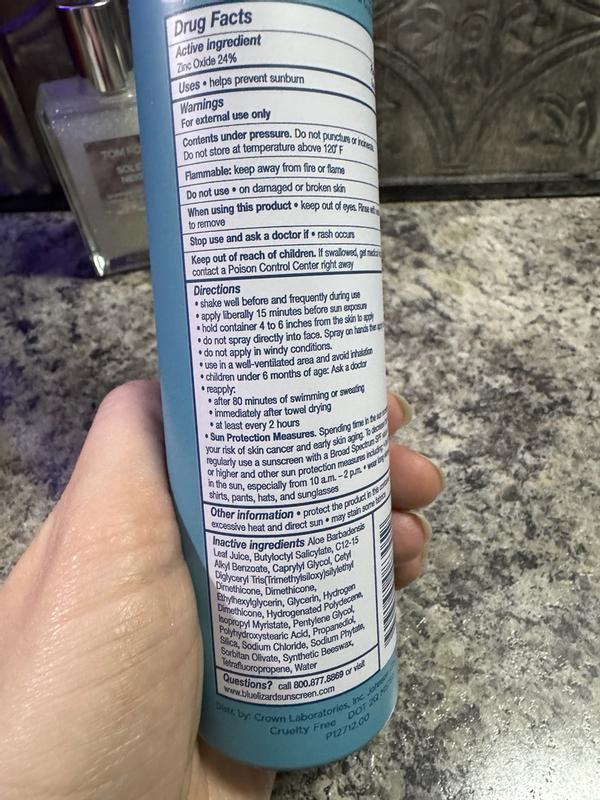 Drug Facts
Active ingredient
Zinc Oxide 24%
Uses • helps prevent sunburn
Warnings
For external use only
Contents under pressure. Do not puncture or
Do not store at temperature above 120° F
Flammable: keep away from fire or flame
Do not use • on damaged or broken skin
When using this product • keep out of eyes. Rinse with
to remove
Stop use and ask a doctor if • rash occurs
Keep out of reach of children. If swallowed, get medical
contact a Poison Control Center right away
Directions
• shake well before and frequently during use
• apply liberally 15 minutes before sun exposure
• hold container 4 to 6 inches from the skin to apply
• do not spray directly into face. Spray on hands then
• do not apply in windy conditions.
• use in a well-ventilated area and avoid inhalation
• children under 6 months of age: Ask a doctor
• reapply:
• after 80 minutes of swimming or sweating
• immediately after towel drying
• at least every 2 hours
• Sun Protection Measures. Spending time in the sun
your risk of skin cancer and early skin aging. To decrease
regularly use a sunscreen with a Broad Spectrum SPF
or higher and other sun protection measures including
in the sun, especially from 10 a.m. – 2 p.m. • wear
shirts, pants, hats, and sunglasses
Other information • protect the product in this
excessive heat and direct sun • may stain some fabrics
Inactive ingredients Aloe Barbadensis
Leaf Juice, Butyloctyl Salicylate, C12-15
Alkyl Benzoate, Caprylyl Glycol, Cetyl
Diglyceryl Tris(Trimethylsiloxy)silylethyl
Dimethicone, Dimethicone,
Ethylhexylglycerin, Glycerin, Hydrogen
Dimethicone, Hydrogenated Polydecene,
Isopropyl Myristate, Pentylene Glycol,
Polyhydroxystearic Acid, Propanediol,
Silica, Sodium Chloride, Sodium Phytate,
Sorbitan Olivate, Synthetic Beeswax,
Tetrafluoropropene, Water
Questions? call 800.877.8869 or visit
www.bluelizardsunscreen.com
Distr. by: Crown Laboratories, Inc.
Cruelty Free DOT 2Q
P12712.00
TOM